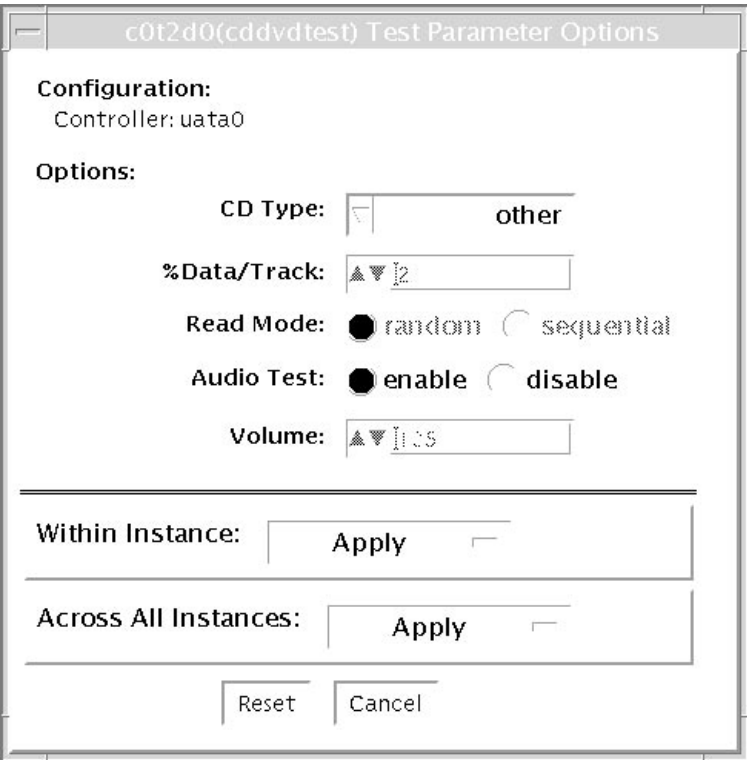 c0t2d0(cddvdtest) Test Parameter Options
Configuration:
Controller: uata0
Options:
CD Type: other
%Data/Track: 2
Read Mode: random sequential
Audio Test: enable disable
Volume:
Within Instance: Apply
Across All Instances: Apply
Reset Cancel